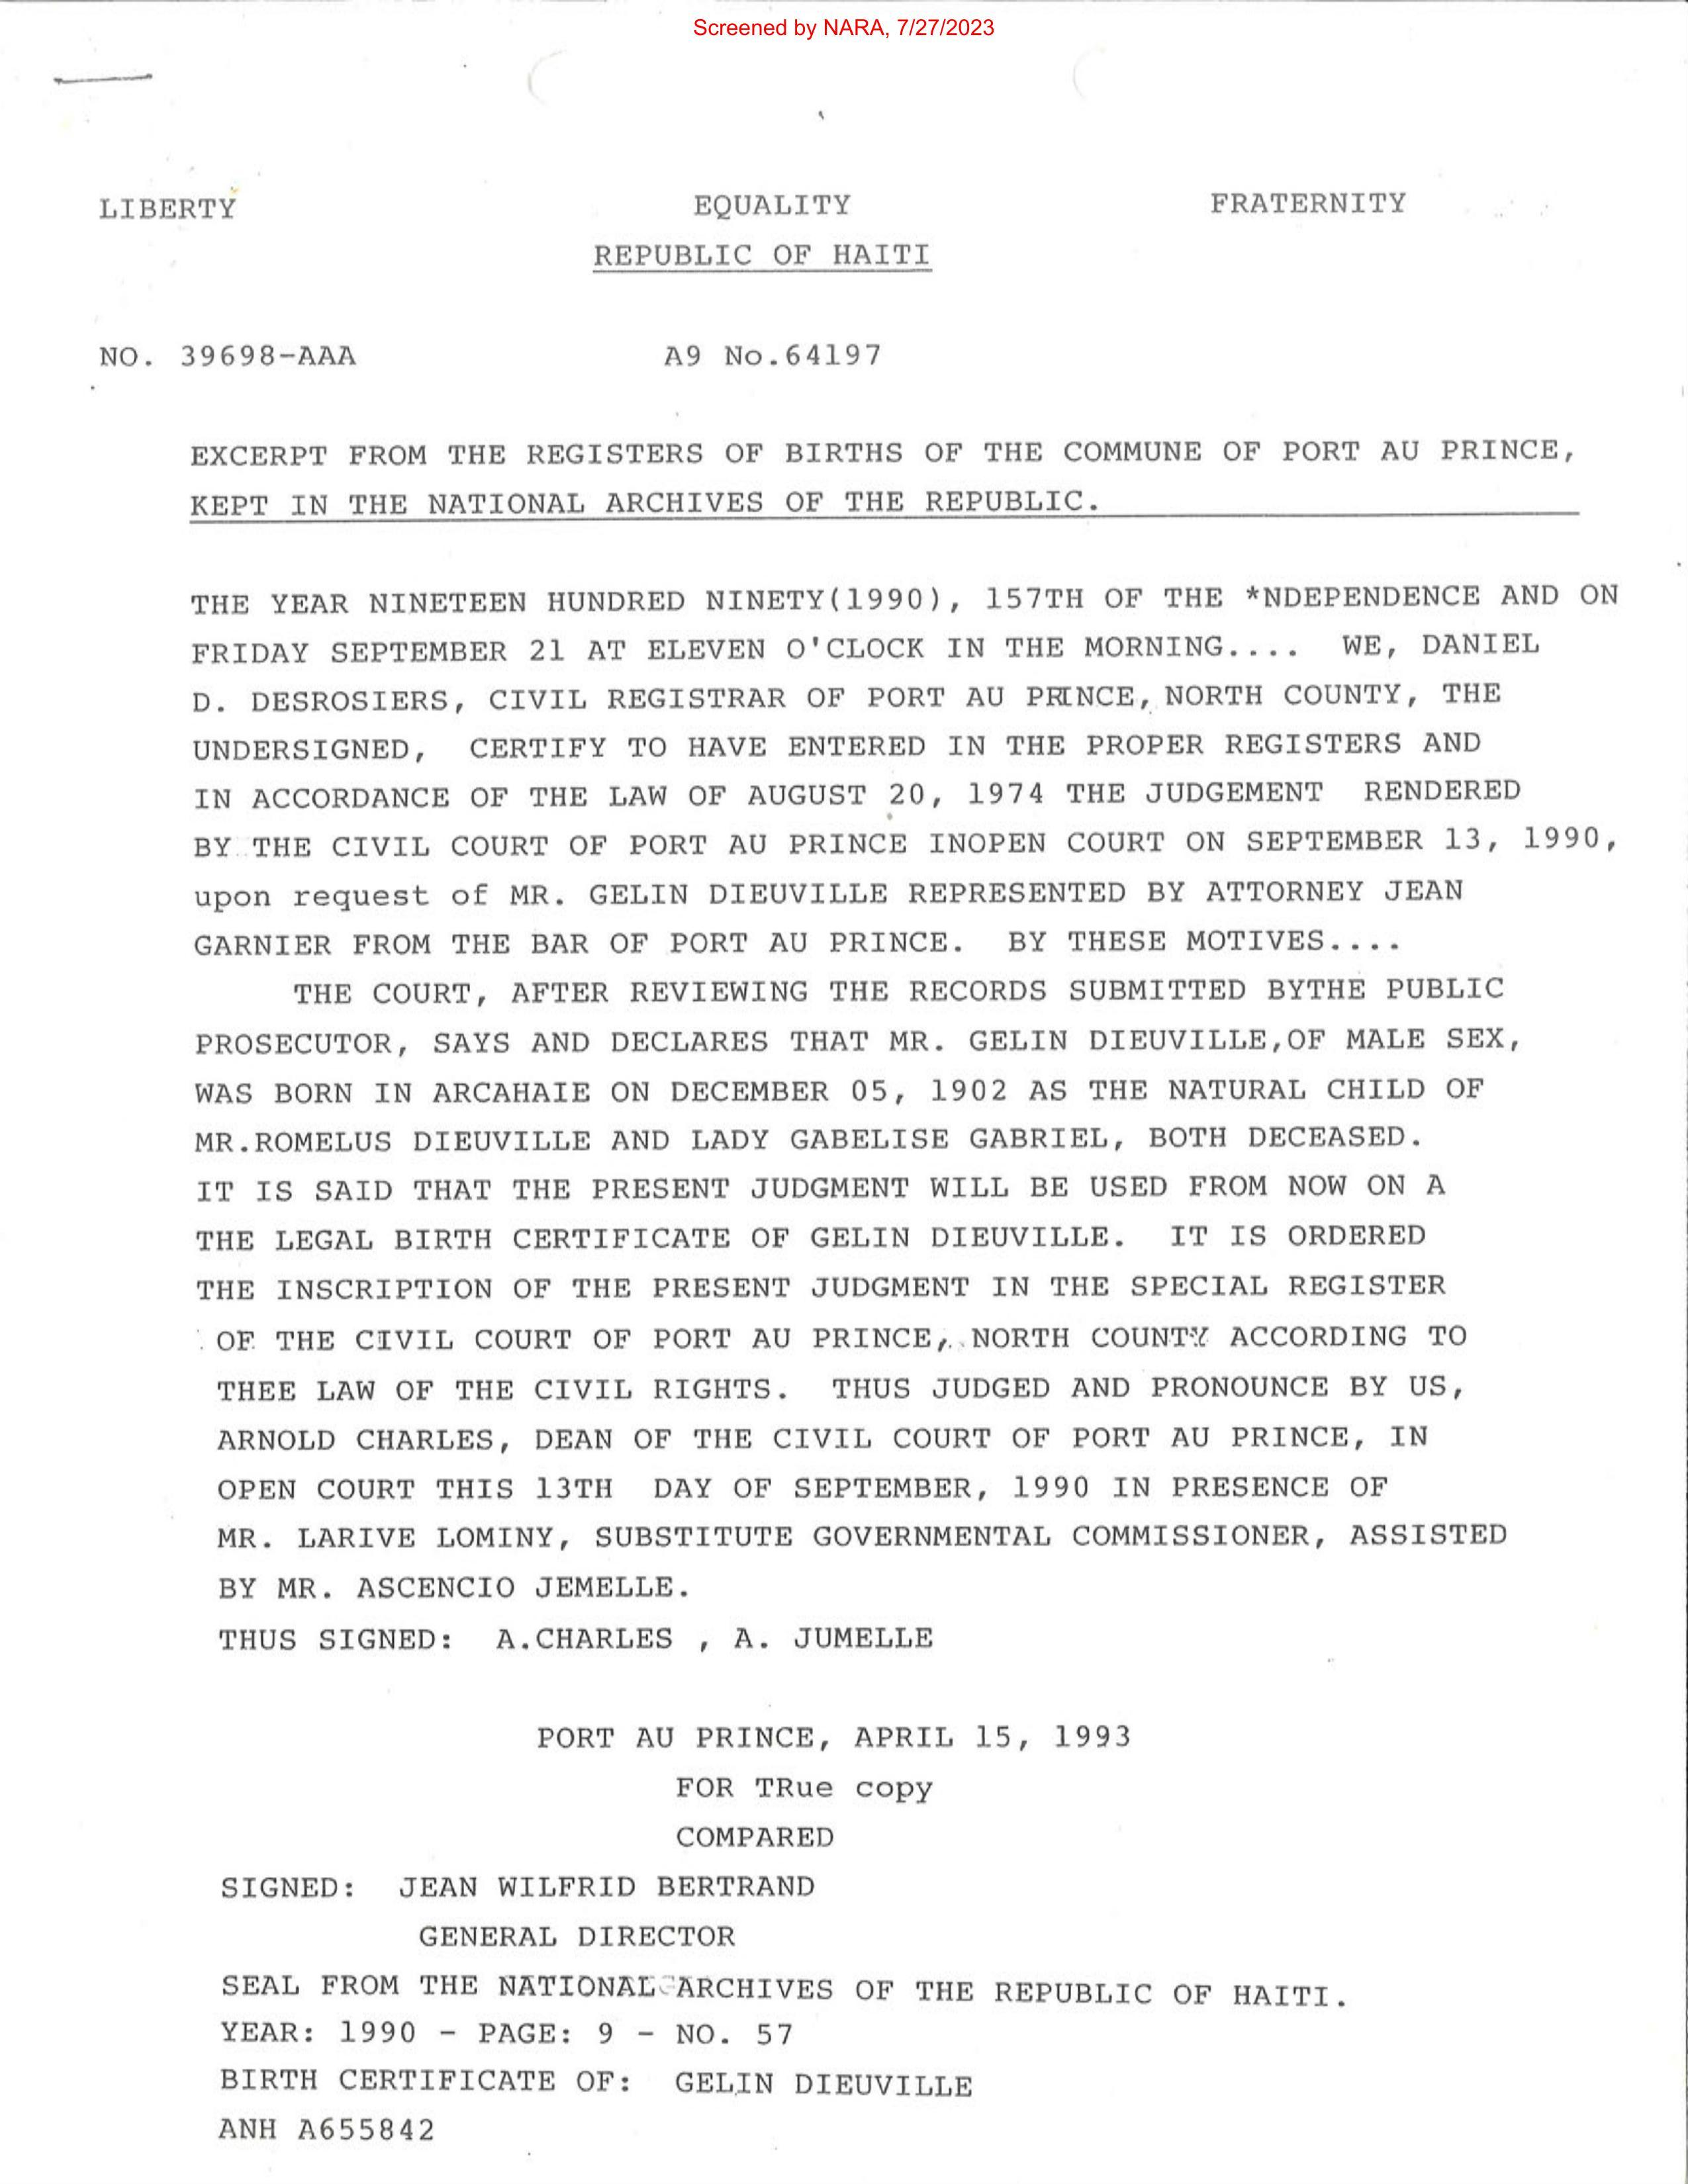 Screened by NARA, 7/27/2023
LIBERTY EQUALITY FRATERNITY
REPUBLIC OF HAITI
NO. 39698-AAA A9 No.64197
EXCERPT FROM THE REGISTERS OF BIRTHS OF THE COMMUNE OF PORT AU PRINCE,
KEPT IN THE NATIONAL ARCHIVES OF THE REPUBLIC.
THE YEAR NINETEEN HUNDRED NINETY(1990), 157TH OF THE *NDEPENDENCE AND ON
FRIDAY SEPTEMBER 21 AT ELEVEN O'CLOCK IN THE MORNING.... WE, DANIEL
D. DESROSIERS, CIVIL REGISTRAR OF PORT AU PRINCE, NORTH COUNTY, THE
UNDERSIGNED, CERTIFY TO HAVE ENTERED IN THE PROPER REGISTERS AND
IN ACCORDANCE OF THE LAW OF AUGUST 20, 1974 THE JUDGEMENT RENDERED
BY THE CIVIL COURT OF PORT AU PRINCE INOPEN COURT ON SEPTEMBER 13, 1990,
upon request of MR. GELIN DIEUVILLE REPRESENTED BY ATTORNEY JEAN
GARNIER FROM THE BAR OF PORT AU PRINCE. BY THESE MOTIVES....
THE COURT, AFTER REVIEWING THE RECORDS SUBMITTED BYTHE PUBLIC
PROSECUTOR, SAYS AND DECLARES THAT MR. GELIN DIEUVILLE,OF MALE SEX,
WAS BORN IN ARCAHAIE ON DECEMBER 05, 1902 AS THE NATURAL CHILD OF
MR.ROMELUS DIEUVILLE AND LADY GABELISE GABRIEL, BOTH DECEASED.
IT IS SAID THAT THE PRESENT JUDGMENT WILL BE USED FROM NOW ON A
THE LEGAL BIRTH CERTIFICATE OF GELIN DIEUVILLE. IT IS ORDERED
THE INSCRIPTION OF THE PRESENT JUDGMENT IN THE SPECIAL REGISTER
OF THE CIVIL COURT OF PORT AU PRINCE, NORTH COUNTY ACCORDING TO
THEE LAW OF THE CIVIL RIGHTS. THUS JUDGED AND PRONOUNCE BY US,
ARNOLD CHARLES, DEAN OF THE CIVIL COURT OF PORT AU PRINCE, IN
OPEN COURT THIS 13TH DAY OF SEPTEMBER, 1990 IN PRESENCE OF
MR. LARIVE LOMINY, SUBSTITUTE GOVERNMENTAL COMMISSIONER, ASSISTED
BY MR. ASCENCIO JEMELLE.
THUS SIGNED: A.CHARLES , A. JUMELLE
PORT AU PRINCE, APRIL 15, 1993
FOR TRue copy
COMPARED
SIGNED: JEAN WILFRID BERTRAND
GENERAL DIRECTOR
SEAL FROM THE NATIONAL ARCHIVES OF THE REPUBLIC OF HAITI.
YEAR: 1990 - PAGE: 9 - NO. 57
BIRTH CERTIFICATE OF: GELIN DIEUVILLE
ANH A655842